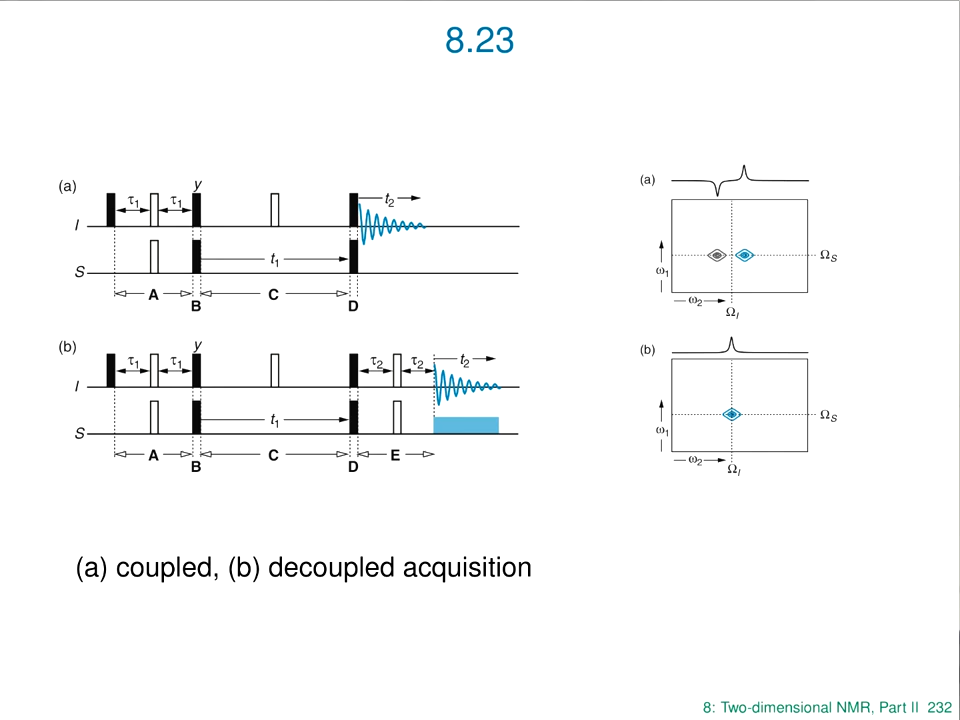 8.23
(a)
τ1 τ1 y t2
I
t1
S
A B C D
(b)
τ1 τ1 y τ2 τ2 t2
I
t1
S
A B C D E
(a)
ω1
ΩS
ω2
ΩI
(b)
ω1
ΩS
ω2
ΩI
(a) coupled, (b) decoupled acquisition
8: Two-dimensional NMR, Part II 232